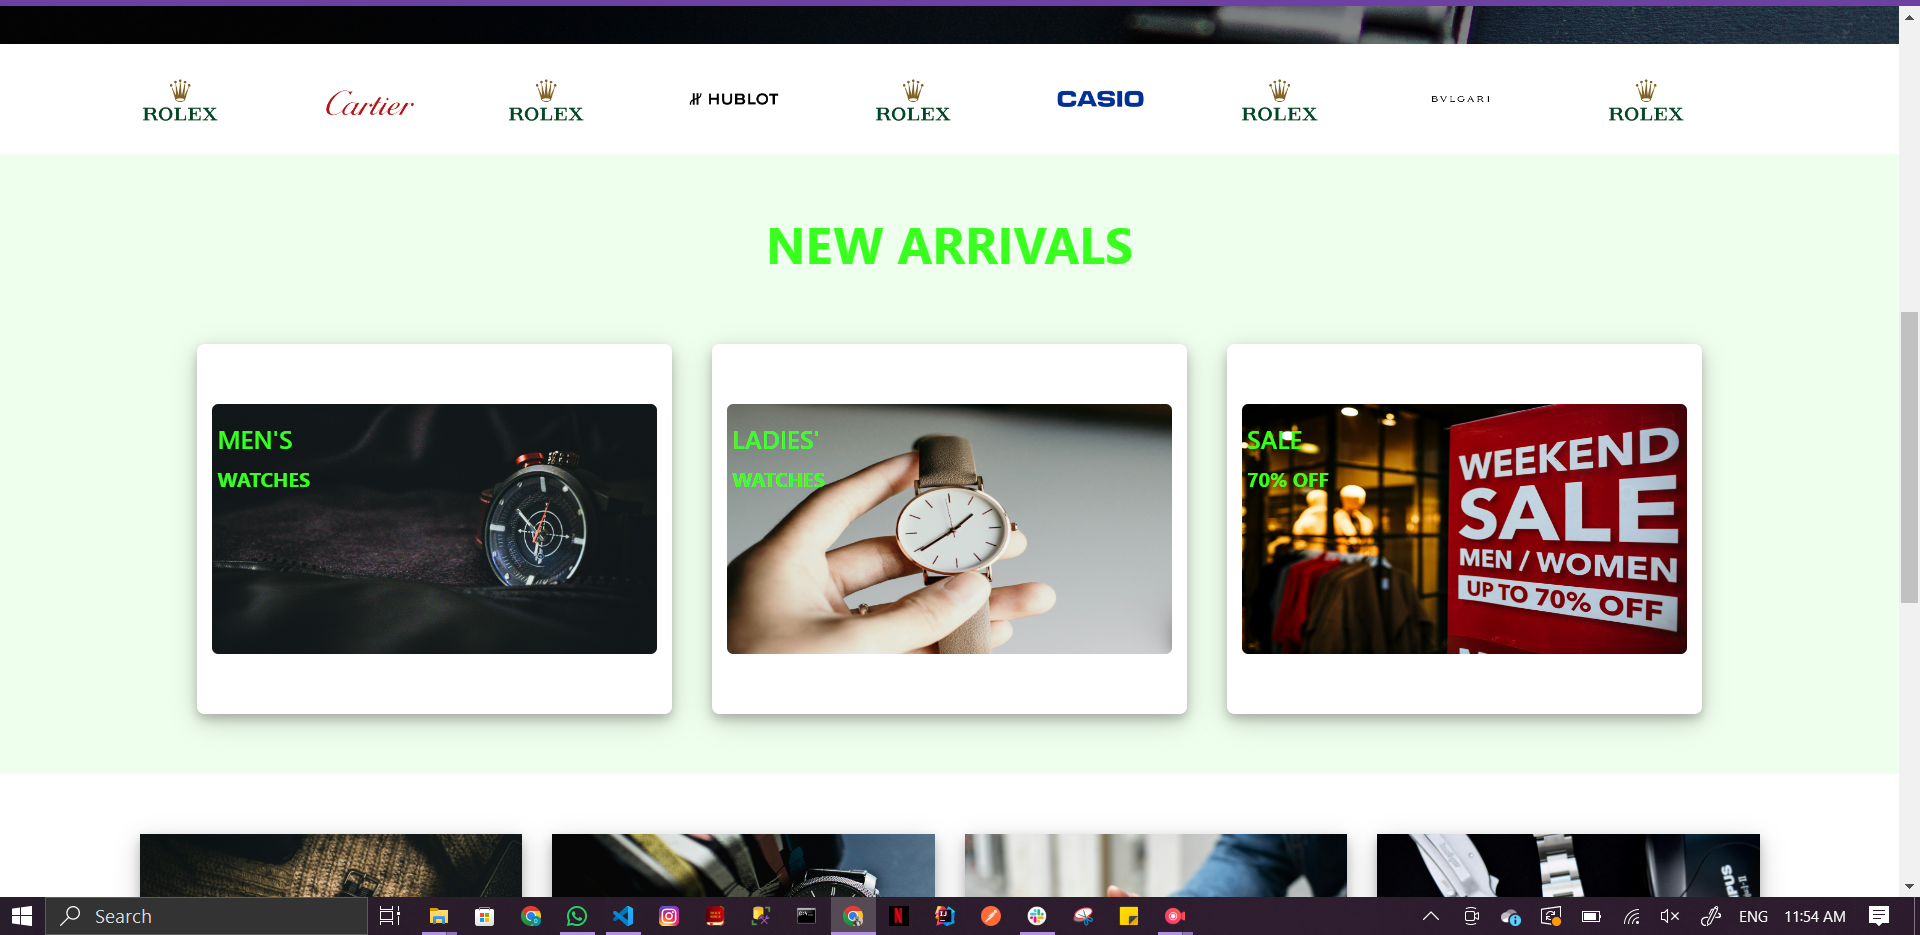 ROLEX
Cartier
ROLEX
HUBLOT
ROLEX
CASIO
ROLEX
BVLGARI
ROLEX
NEW ARRIVALS
MEN'S
WATCHES
LADIES'
WATCHES
SALE
70% OFF
WEEKEND
SALE
MEN / WOMEN
UP TO 70% OFF
Search
ENG
11:54 AM